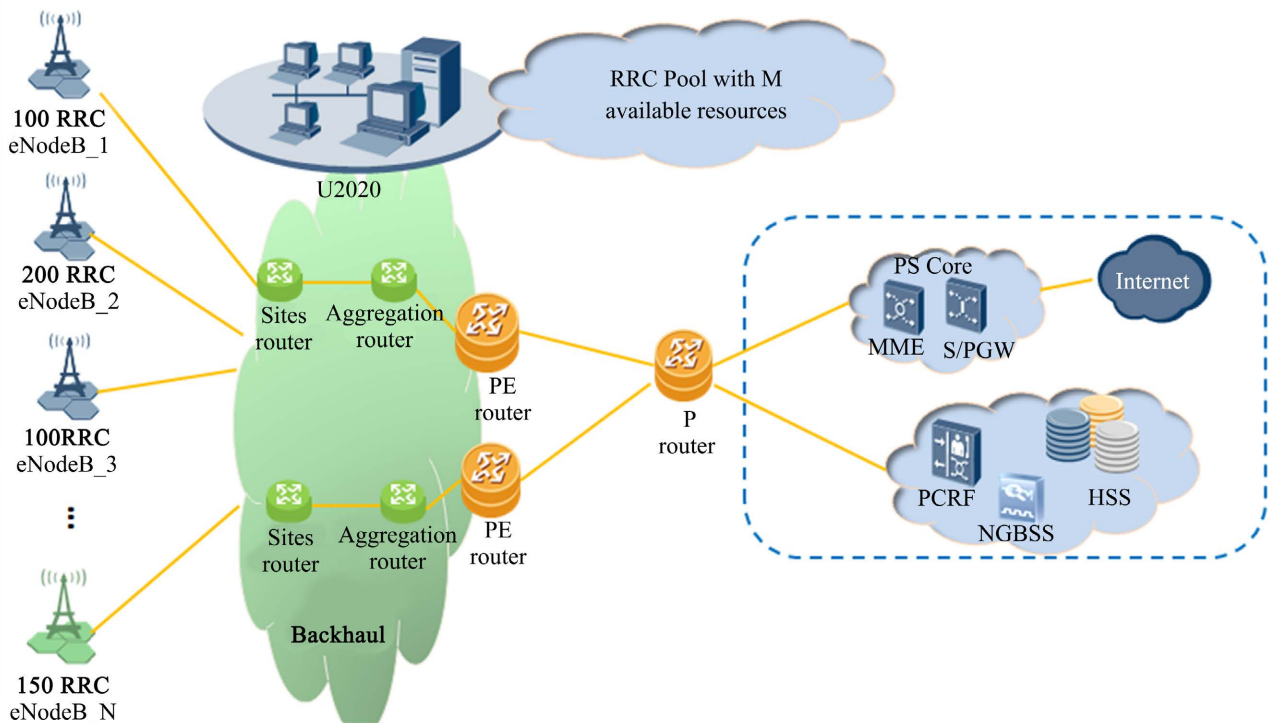 100 RRC
eNodeB_1
200 RRC
eNodeB_2
100RRC
eNodeB_3
...
150 RRC
eNodeB_N
U2020
RRC Pool with M
available resources
Sites
router
Aggregation
router
PE
router
Sites
router
Aggregation
router
PE
router
Backhaul
P
router
PS Core
MME
S/PGW
Internet
PCRF
NGBSS
HSS